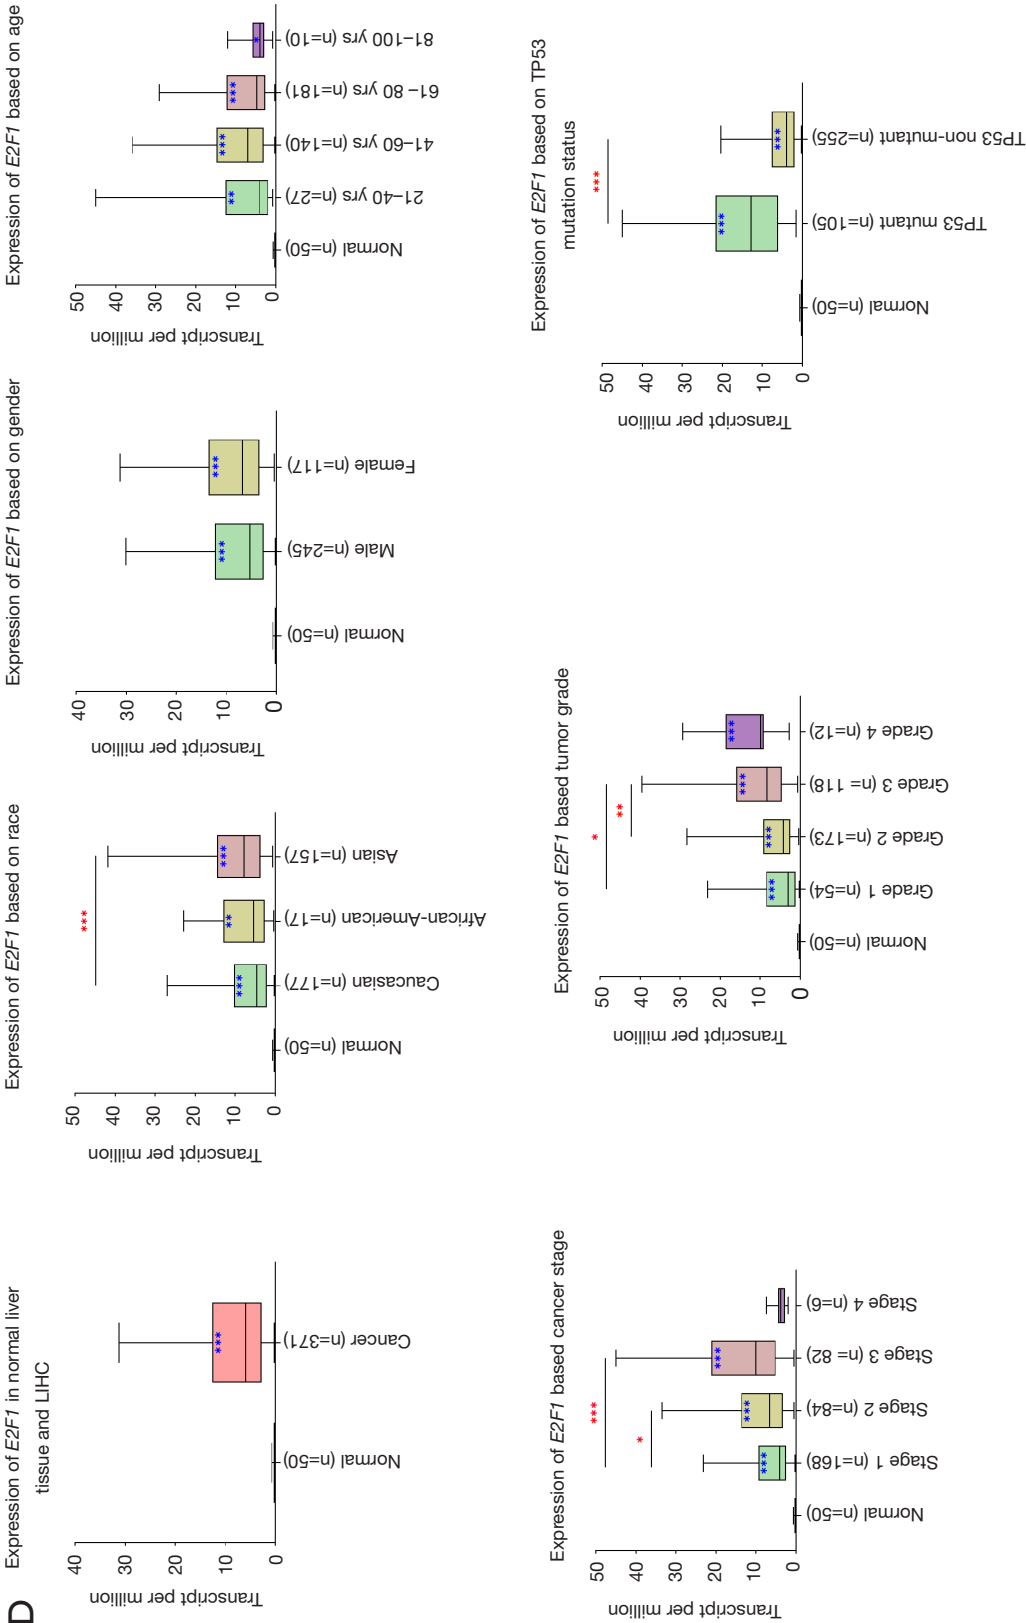 D
Expression of E2F1 in normal liver
tissue and LIHC
Transcript per million
40
30
20
10
0
Normal (n=50)
Cancer (n=371)
***
Expression of E2F1 based on race
Transcript per million
50
40
30
20
10
0
Normal (n=50)
Caucasian (n=177)
African-American (n=17)
Asian (n=157)
***
**
***
***
Expression of E2F1 based on gender
Transcript per million
40
30
20
10
0
Normal (n=50)
Male (n=245)
Female (n=117)
***
***
Expression of E2F1 based on age
Transcript per million
50
40
30
20
10
0
Normal (n=50)
21–40 yrs (n=27)
41–60 yrs (n=140)
61– 80 yrs (n=181)
81–100 yrs (n=10)
**
***
***
*
Expression of E2F1 based cancer stage
Transcript per million
50
40
30
20
10
0
Normal (n=50)
Stage 1 (n=168)
Stage 2 (n=84)
Stage 3 (n= 82)
Stage 4 (n=6)
***
*
***
***
***
Expression of E2F1 based tumor grade
Transcript per million
50
40
30
20
10
0
Normal (n=50)
Grade 1 (n=54)
Grade 2 (n=173)
Grade 3 (n= 118)
Grade 4 (n=12)
*
**
***
***
***
***
Expression of E2F1 based on TP53
mutation status
Transcript per million
50
40
30
20
10
0
Normal (n=50)
TP53 mutant (n=105)
TP53 non-mutant (n=255)
***
***
***